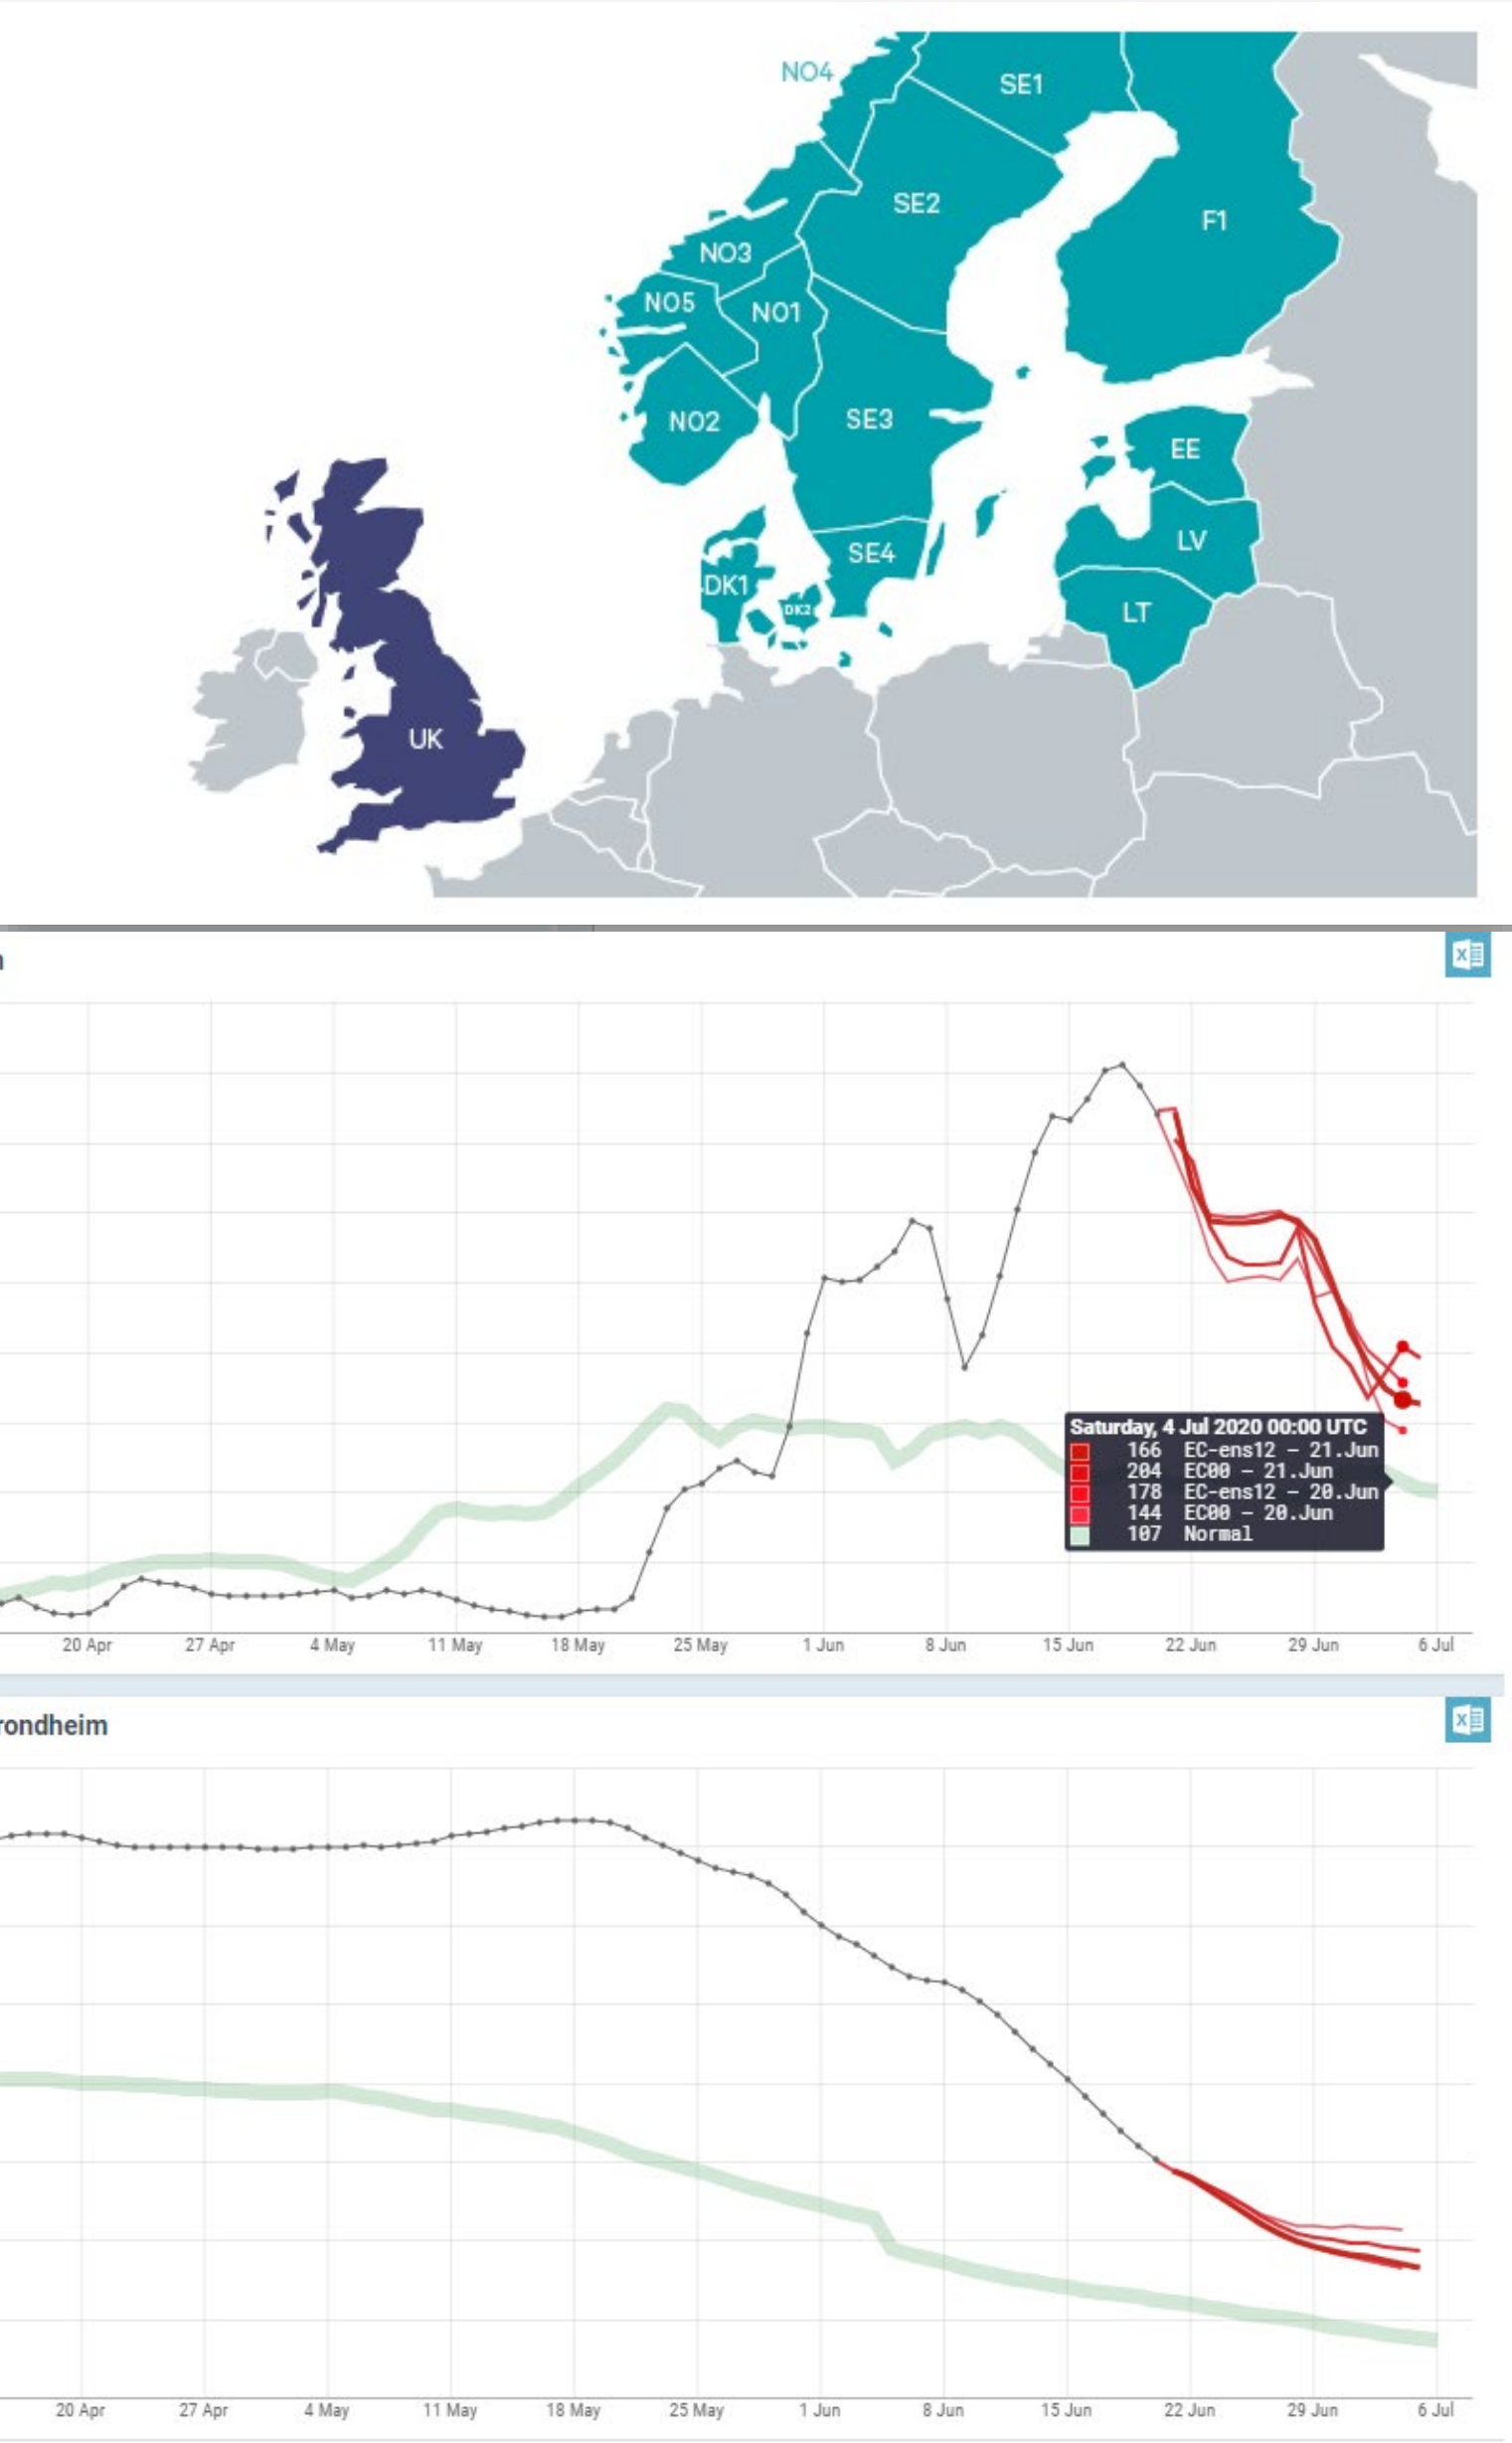 NO4
SE1
SE2
F1
NO3
NO5
NO1
NO2
SE3
EE
SE4
LV
DK1
DK2
LT
UK
Saturday, 4 Jul 2020 00:00 UTC
166 EC-ens12 – 21.Jun
204 EC00 – 21.Jun
178 EC-ens12 – 20.Jun
144 EC00 – 20.Jun
107 Normal
20 Apr 27 Apr 4 May 11 May 18 May 25 May 1 Jun 8 Jun 15 Jun 22 Jun 29 Jun 6 Jul
rondheim
20 Apr 27 Apr 4 May 11 May 18 May 25 May 1 Jun 8 Jun 15 Jun 22 Jun 29 Jun 6 Jul